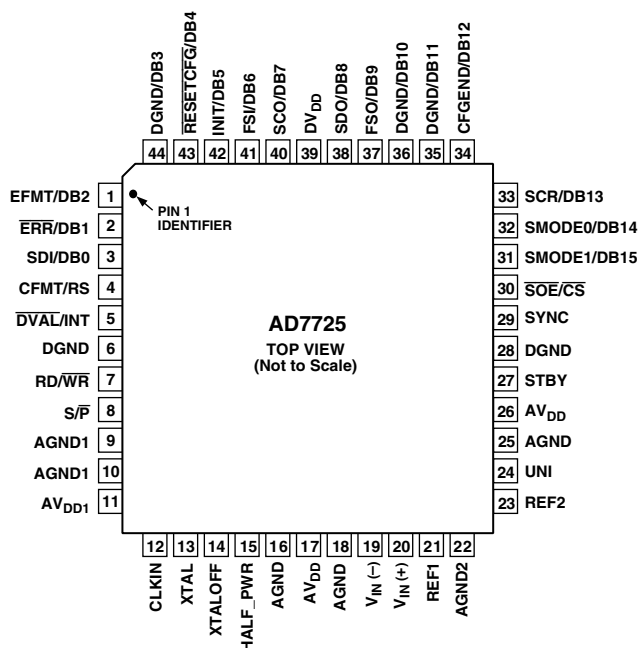 DGND/DB3
RESETCFG/DB4
INIT/DB5
FSI/DB6
SCO/DB7
DVDD
SDO/DB8
FSO/DB9
DGND/DB10
DGND/DB11
CFGEND/DB12
44 43 42 41 40 39 38 37 36 35 34
EFMT/DB2 1
ERR/DB1 2
SDI/DB0 3
CFMT/RS 4
DVAL/INT 5
DGND 6
RD/WR 7
S/P 8
AGND1 9
AGND1 10
AVDD1 11
PIN 1
IDENTIFIER
AD7725
TOP VIEW
(Not to Scale)
33 SCR/DB13
32 SMODE0/DB14
31 SMODE1/DB15
30 SOE/CS
29 SYNC
28 DGND
27 STBY
26 AVDD
25 AGND
24 UNI
23 REF2
12 13 14 15 16 17 18 19 20 21 22
CLKIN
XTAL
XTALOFF
HALF_PWR
AGND
AVDD
AGND
VIN (–)
VIN (+)
REF1
AGND2